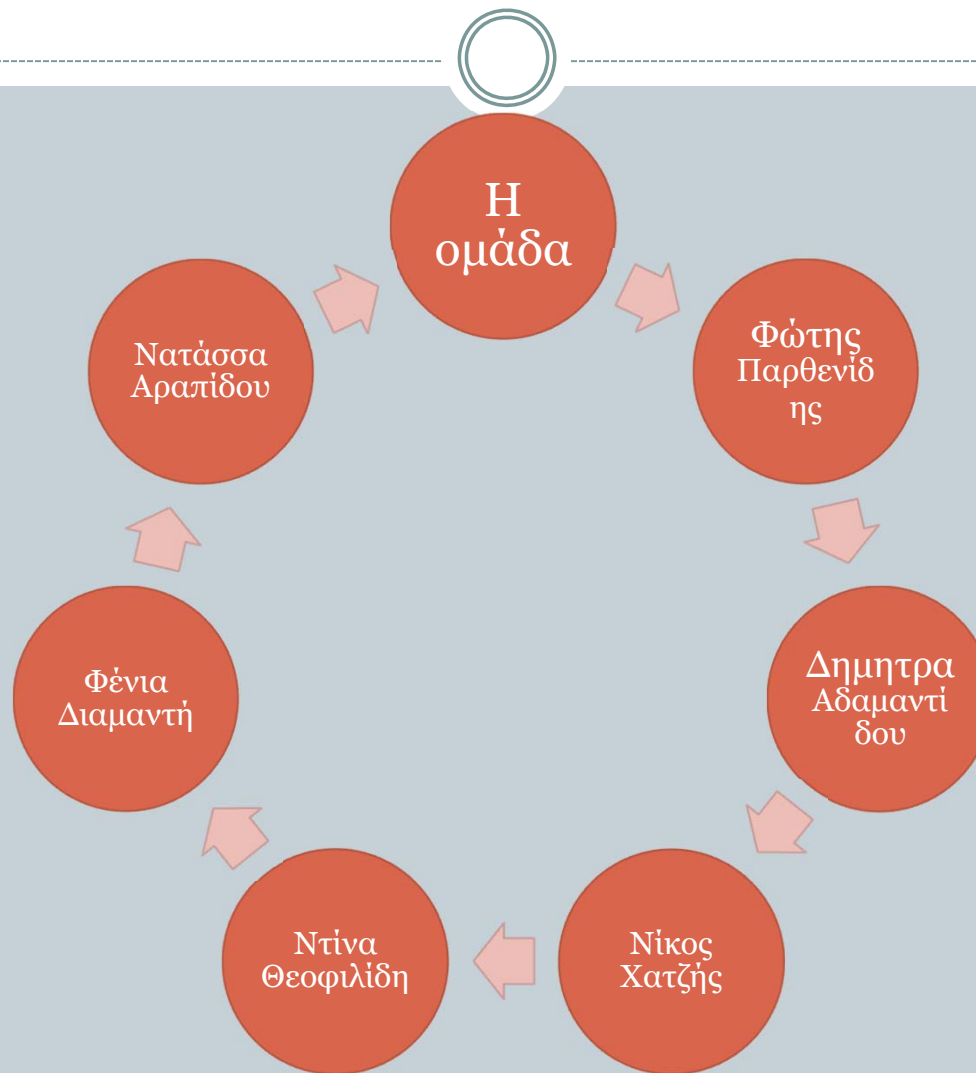 Η
ομάδα
Φώτης
Παρθενίδ
ης
Δημητρα
Αδαμαντί
δου
Νίκος
Χατζής
Ντίνα
Θεοφιλίδη
Φένια
Διαμαντή
Νατάσσα
Αραπίδου